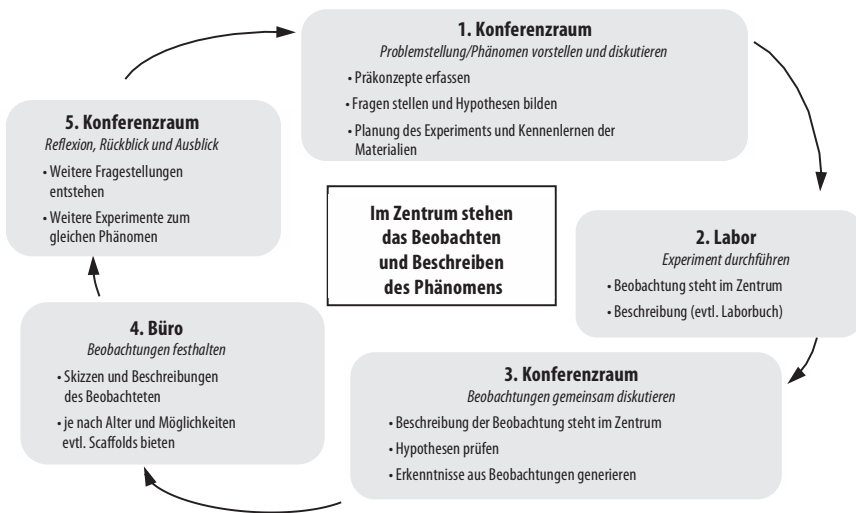 1. Konferenzraum
Problemstellung/Phänomen vorstellen und diskutieren
• Präkonzepte erfassen
• Fragen stellen und Hypothesen bilden
• Planung des Experiments und Kennenlernen der
Materialien
2. Labor
Experiment durchführen
• Beobachtung steht im Zentrum
• Beschreibung (evtl. Laborbuch)
3. Konferenzraum
Beobachtungen gemeinsam diskutieren
• Beschreibung der Beobachtung steht im Zentrum
• Hypothesen prüfen
• Erkenntnisse aus Beobachtungen generieren
4. Büro
Beobachtungen festhalten
• Skizzen und Beschreibungen
des Beobachteten
• je nach Alter und Möglichkeiten
evtl. Scaffolds bieten
5. Konferenzraum
Reflexion, Rückblick und Ausblick
• Weitere Fragestellungen
entstehen
• Weitere Experimente zum
gleichen Phänomen
Im Zentrum stehen
das Beobachten
und Beschreiben
des Phänomens